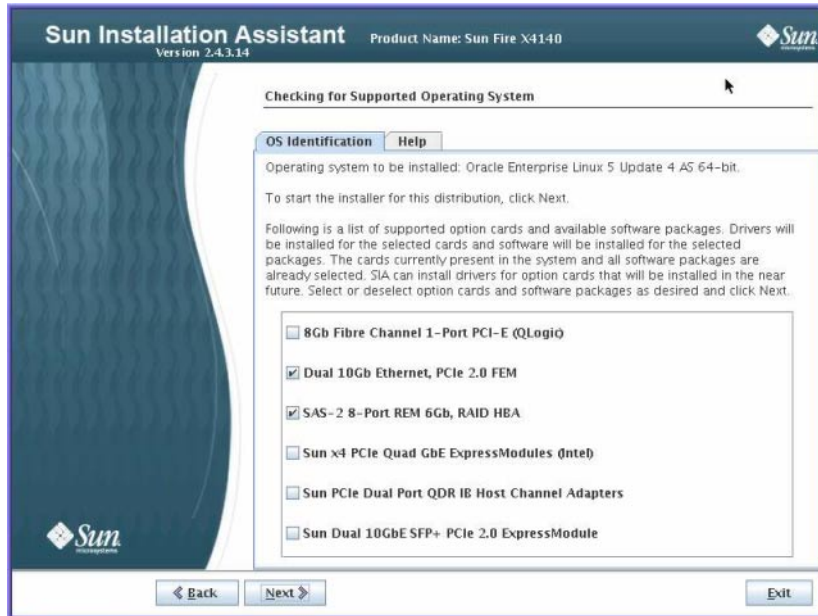 Sun Installation Assistant
Product Name: Sun Fire X4140
Version 2.4.3.14
Sun
microsystems
Checking for Supported Operating System
OS Identification
Help
Operating system to be installed: Oracle Enterprise Linux 5 Update 4 AS 64-bit.
To start the installer for this distribution, click Next.
Following is a list of supported option cards and available software packages. Drivers will
be installed for the selected cards and software will be installed for the selected
packages. The cards currently present in the system and all software packages are
already selected. SIA can install drivers for option cards that will be installed in the near
future. Select or deselect option cards and software packages as desired and click Next.
8Gb Fibre Channel 1-Port PCI-E (QLogic)
Dual 10Gb Ethernet, PCIe 2.0 FEM
SAS-2 8-Port REM 6Gb, RAID HBA
Sun x4 PCIe Quad GbE ExpressModules (Intel)
Sun PCIe Dual Port QDR IB Host Channel Adapters
Sun Dual 10GbE SFP+ PCIe 2.0 ExpressModule
Sun
microsystems
Back
Next
Exit